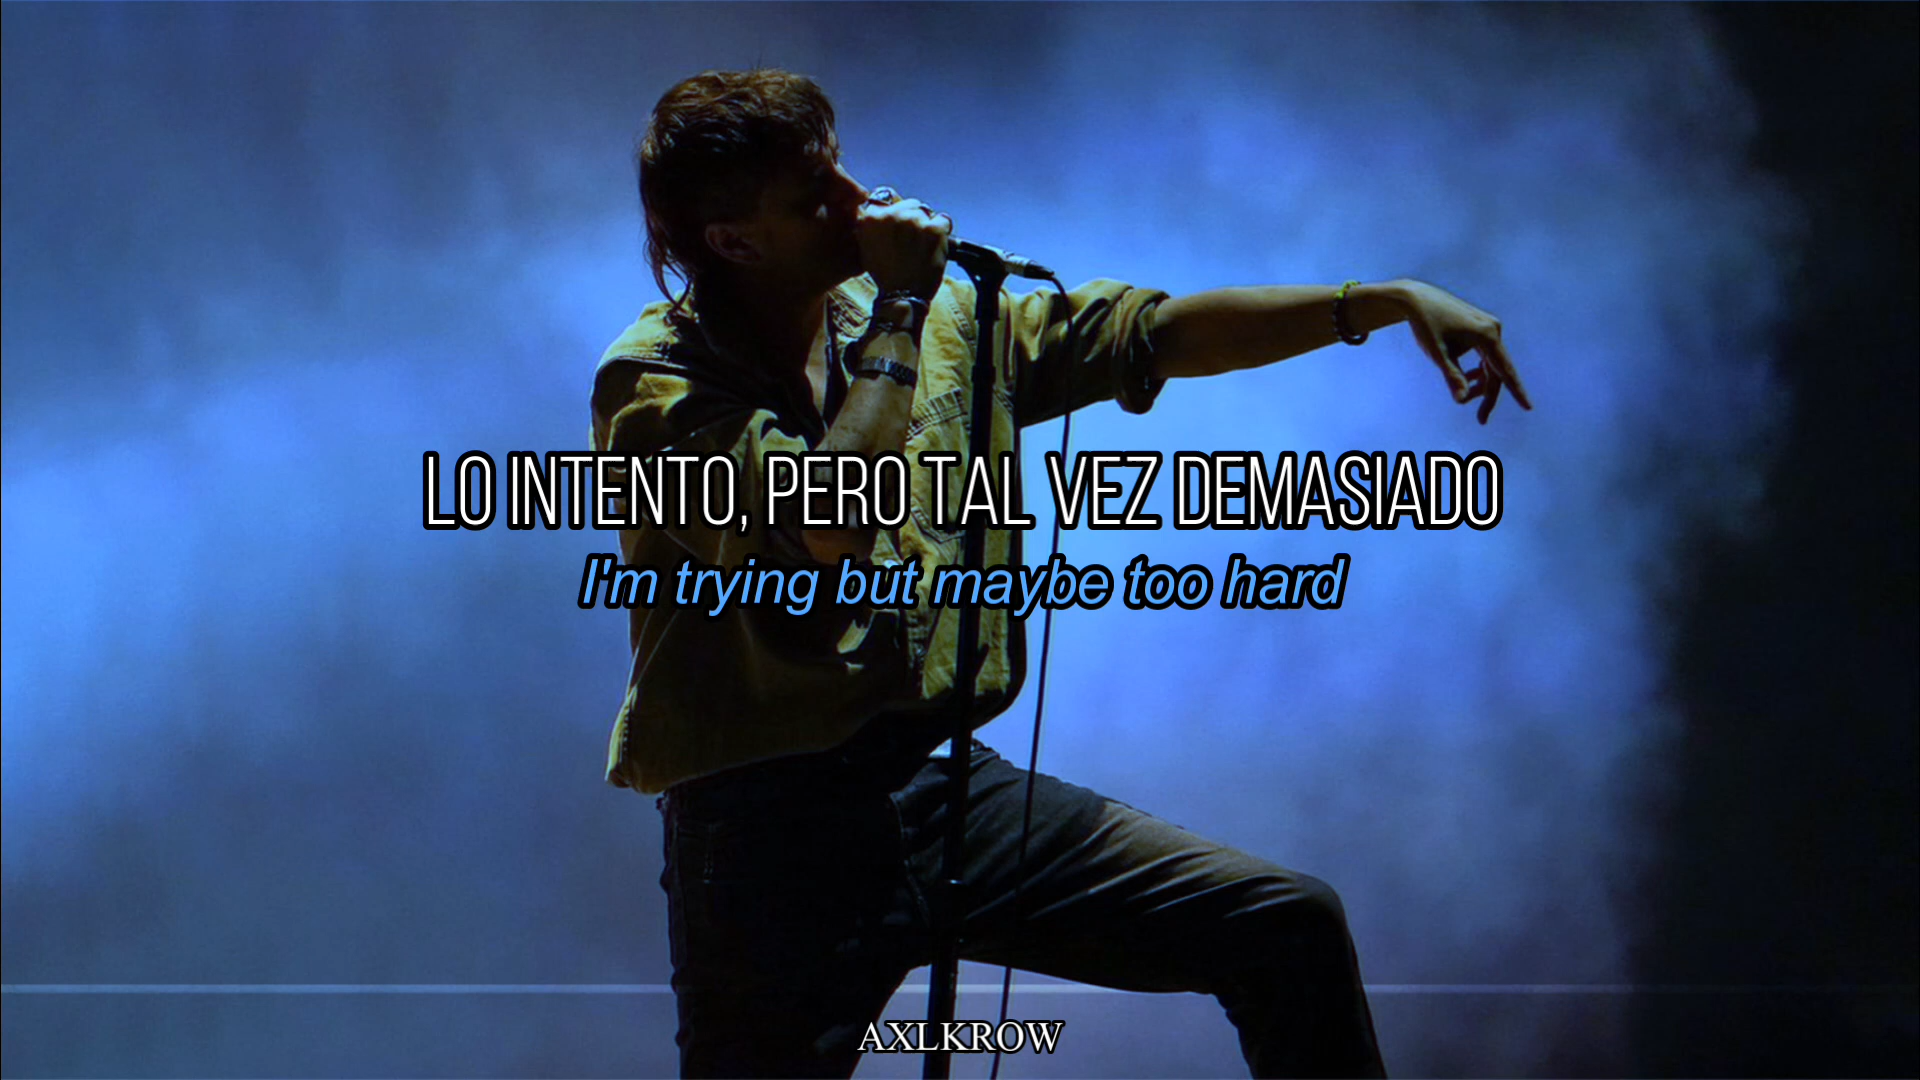 LO INTENTO, PERO TAL VEZ DEMASIADO
I'm trying but maybe too hard
AXLKROW